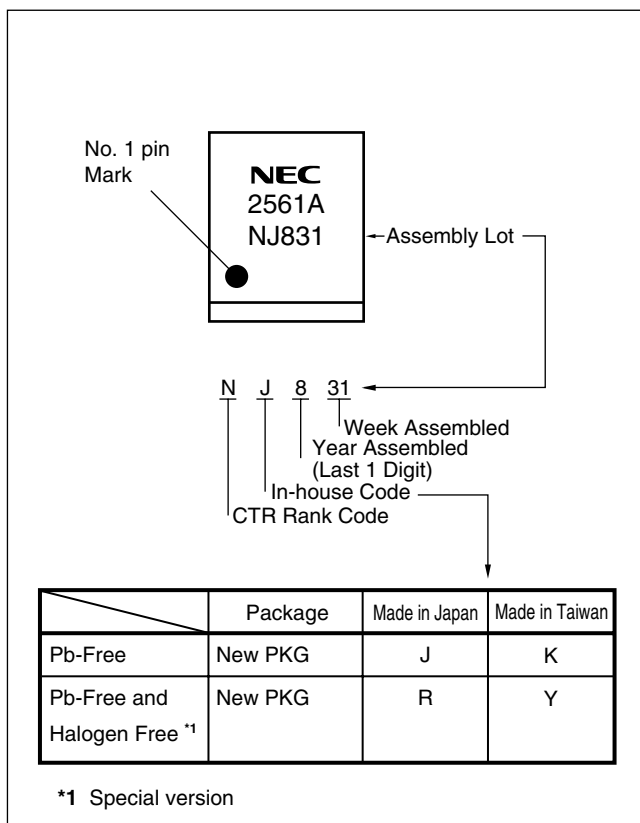 No. 1 pin
Mark
NEC
2561A
NJ831
Assembly Lot
N J 8 31
Week Assembled
Year Assembled
(Last 1 Digit)
In-house Code
CTR Rank Code
Package Made in Japan Made in Taiwan
Pb-Free New PKG J K
Pb-Free and New PKG R Y
Halogen Free *1
*1 Special version